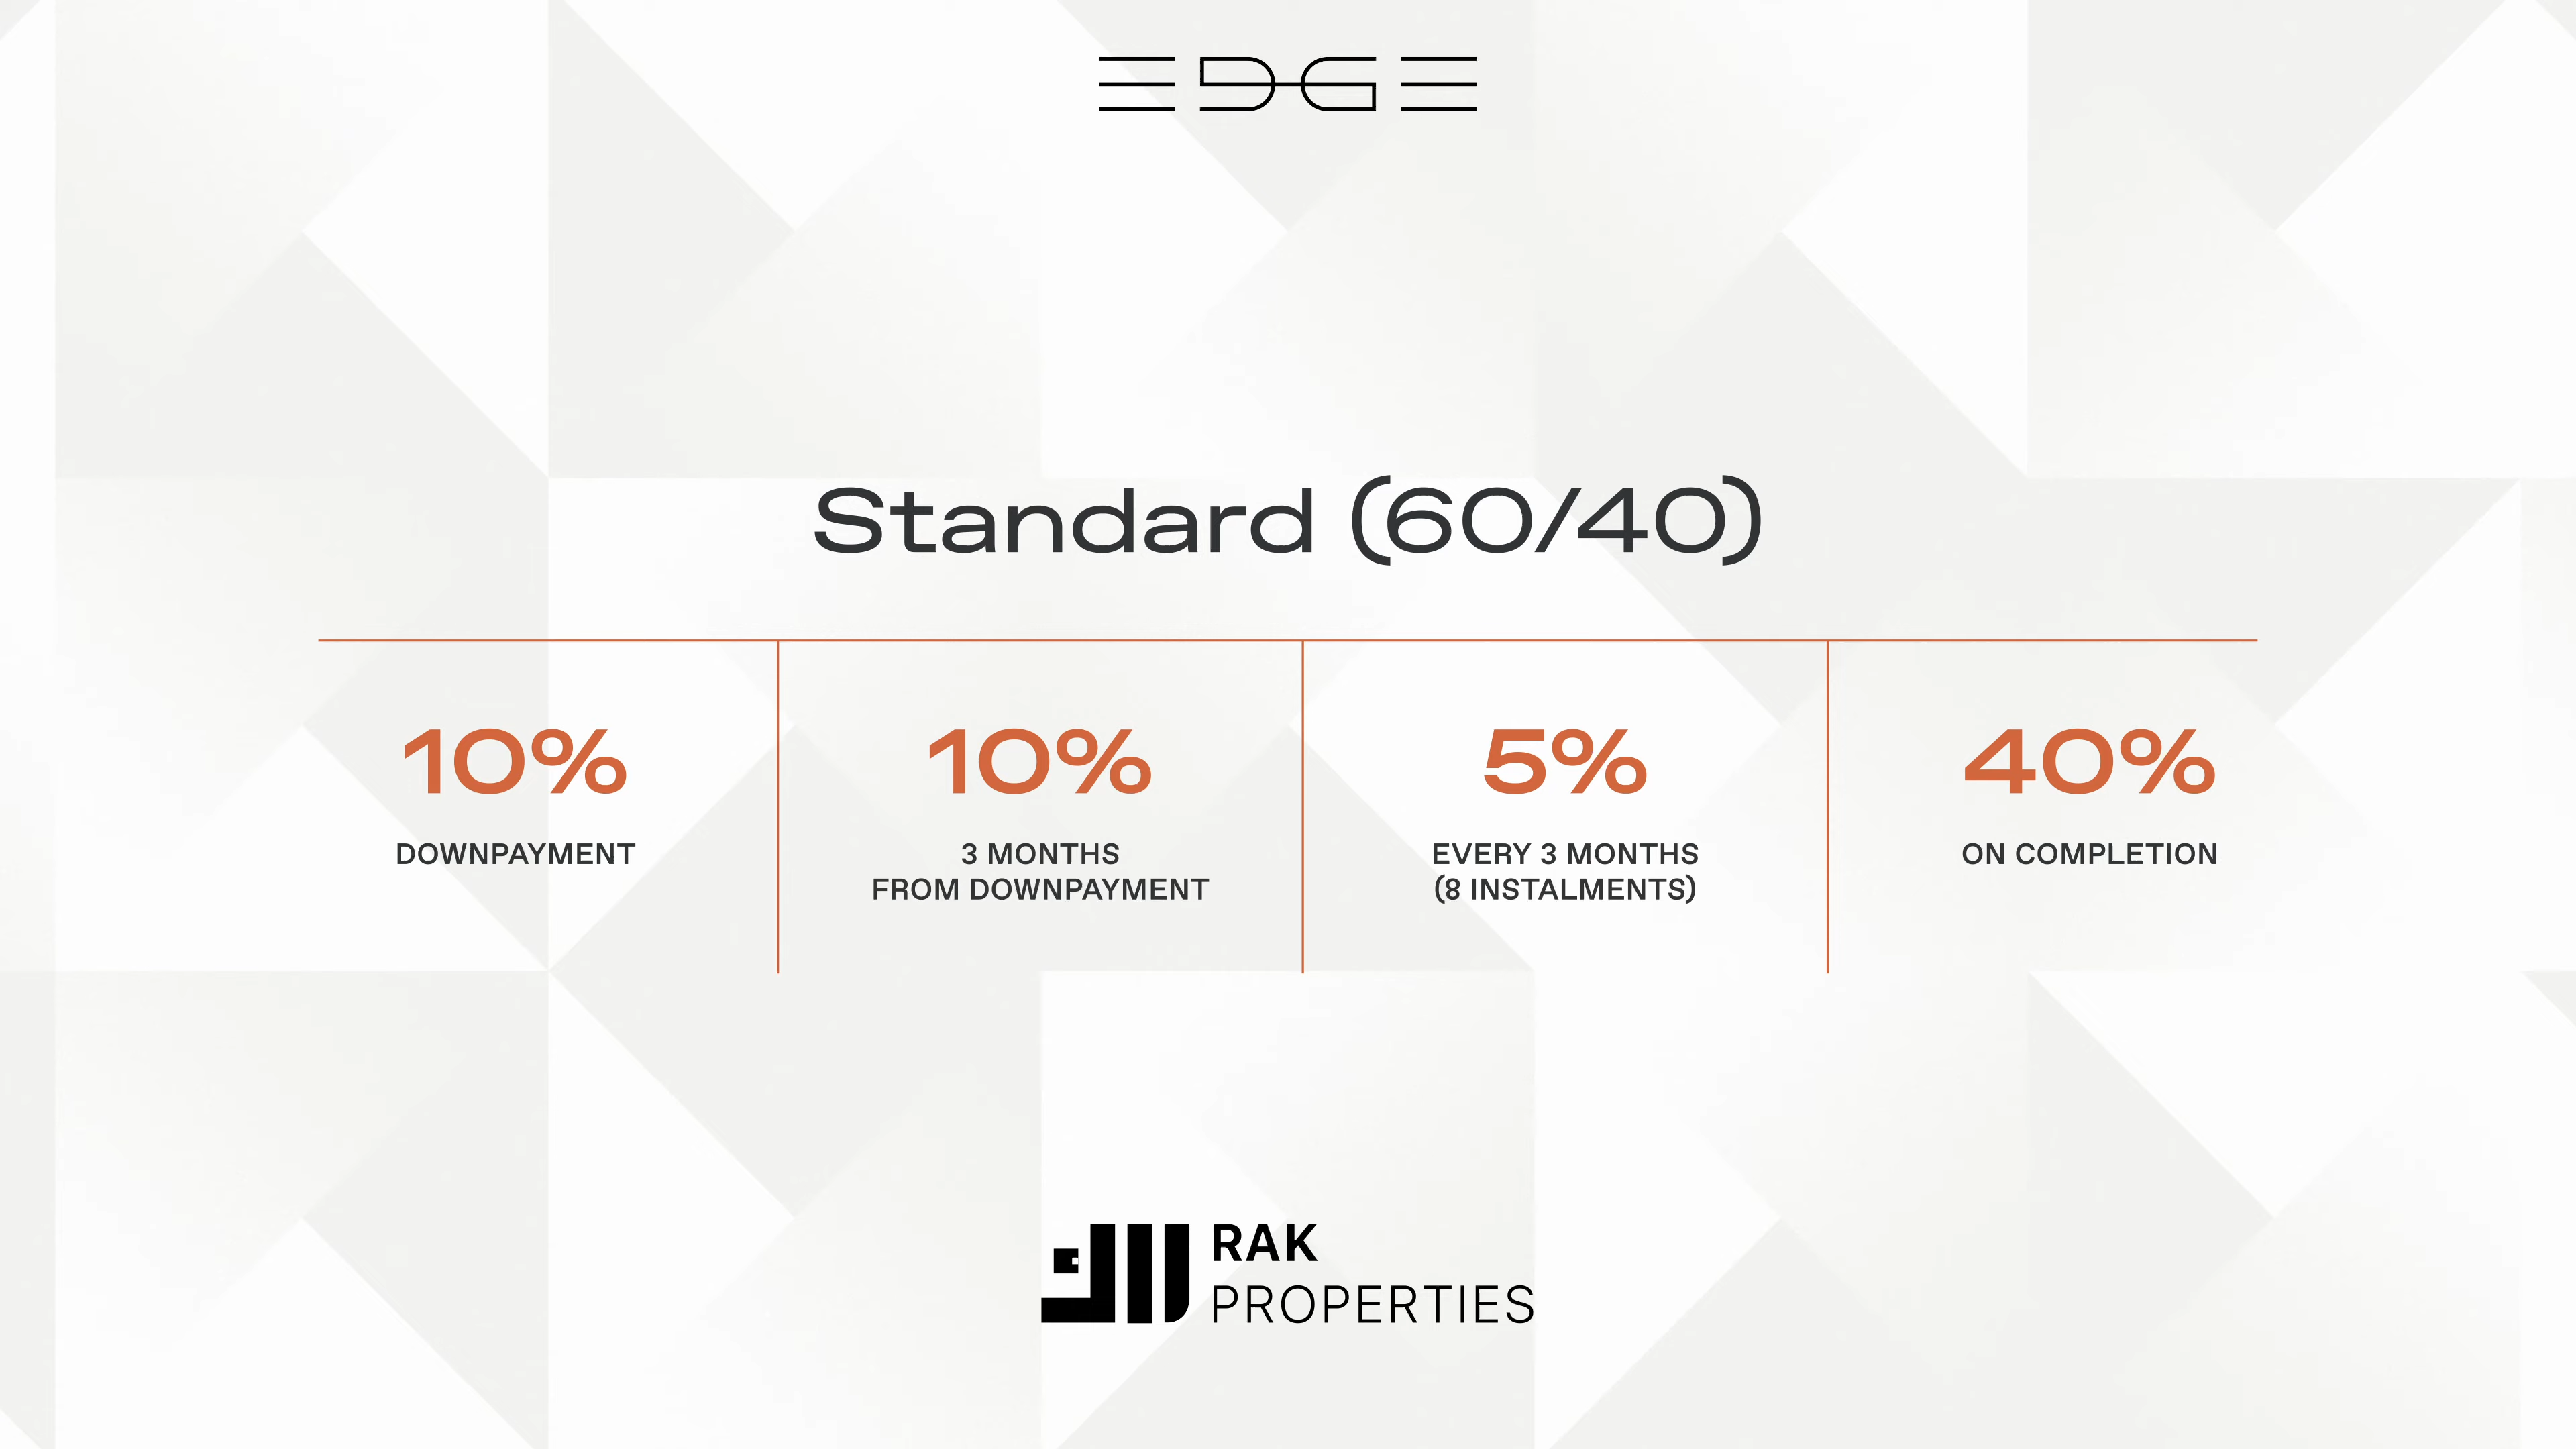 EDGE
Standard (60/40)
10%
DOWNPAYMENT
10%
3 MONTHS
FROM DOWNPAYMENT
5%
EVERY 3 MONTHS
(8 INSTALMENTS)
40%
ON COMPLETION
RAK
PROPERTIES